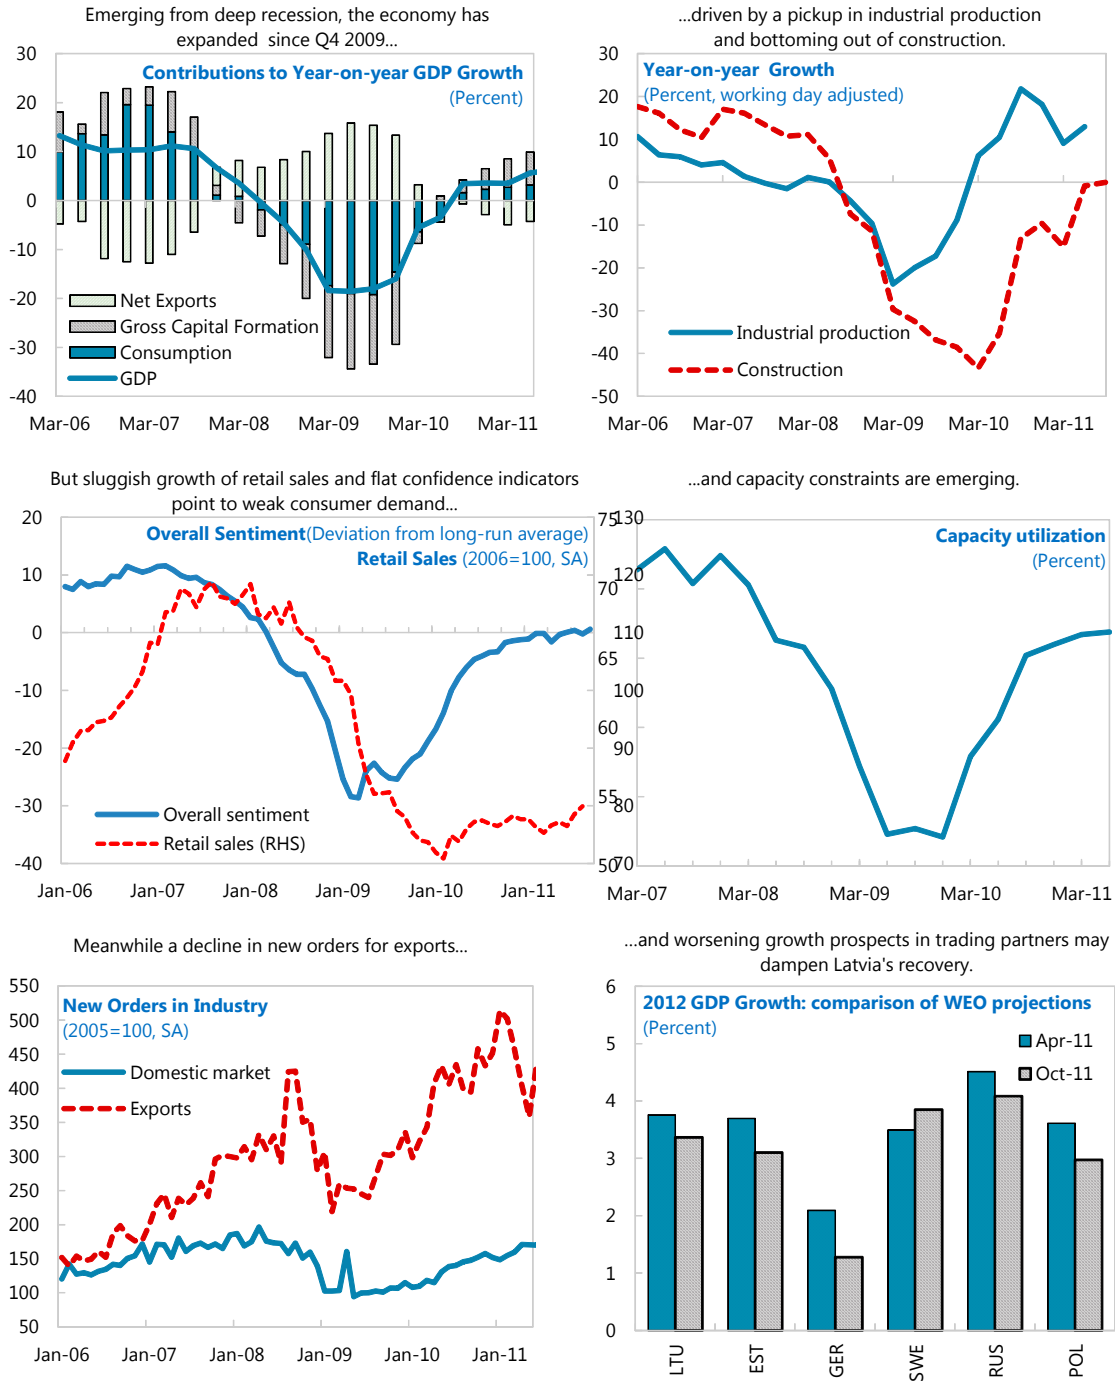 Emerging from deep recession, the economy has
expanded since Q4 2009...
Contributions to Year-on-year GDP Growth
(Percent)
30
20
10
0
-10
-20
-30
-40
Net Exports
Gross Capital Formation
Consumption
GDP
Mar-06
Mar-07
Mar-08
Mar-09
Mar-10
Mar-11
...driven by a pickup in industrial production
and bottoming out of construction.
Year-on-year Growth
(Percent, working day adjusted)
30
20
10
0
-10
-20
-30
-40
-50
Industrial production
Construction
Mar-06
Mar-07
Mar-08
Mar-09
Mar-10
Mar-11
But sluggish growth of retail sales and flat confidence indicators
point to weak consumer demand...
Overall Sentiment(Deviation from long-run average)
Retail Sales (2006=100, SA)
20
10
0
-10
-20
-30
-40
130
120
110
100
90
80
70
Overall sentiment
Retail sales (RHS)
Jan-06
Jan-07
Jan-08
Jan-09
Jan-10
Jan-11
...and capacity constraints are emerging.
Capacity utilization
(Percent)
75
70
65
60
55
50
Mar-07
Mar-08
Mar-09
Mar-10
Mar-11
Meanwhile a decline in new orders for exports...
New Orders in Industry
(2005=100, SA)
550
500
450
400
350
300
250
200
150
100
50
Domestic market
Exports
Jan-06
Jan-07
Jan-08
Jan-09
Jan-10
Jan-11
...and worsening growth prospects in trading partners may
dampen Latvia's recovery.
2012 GDP Growth: comparison of WEO projections
(Percent)
6
5
4
3
2
1
0
Apr-11
Oct-11
LTU
EST
GER
SWE
RUS
POL